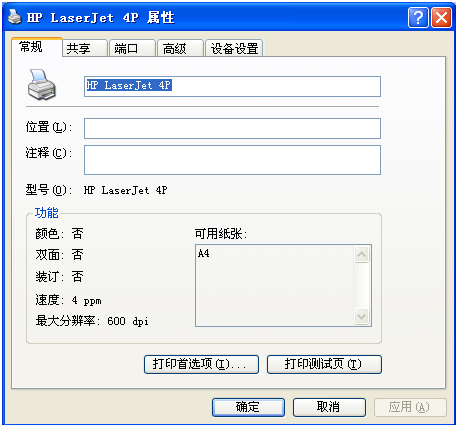 HP LaserJet 4P 属性
常规 共享 端口 高级 设备设置
HP LaserJet 4P
位置(L):
注释(C):
型号(O): HP LaserJet 4P
功能
颜色: 否
双面: 否
装订: 否
速度: 4 ppm
最大分辨率: 600 dpi
可用纸张:
A4
打印首选项(I)... 打印测试页(T)
确定 取消 应用(A)